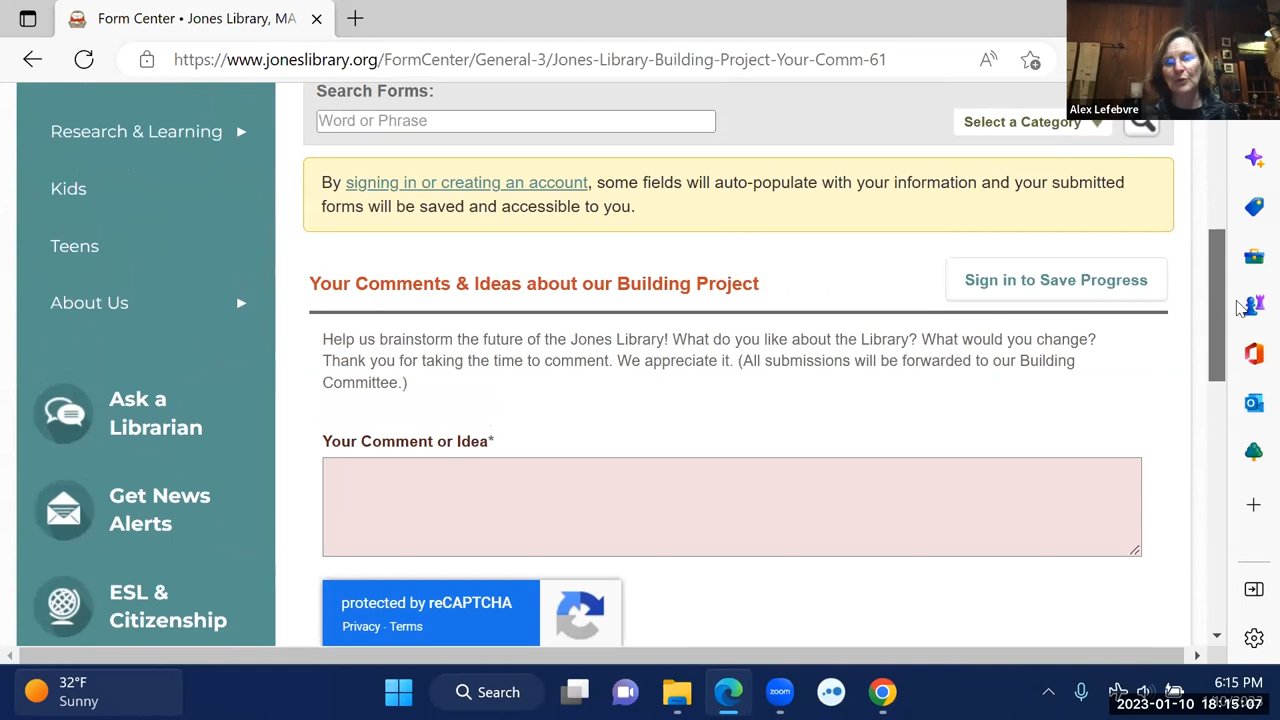 Form Center • Jones Library, MA
https://www.joneslibrary.org/FormCenter/General-3/Jones-Library-Building-Project-Your-Comm-61
Alex Lefebvre
Research & Learning
Kids
Teens
About Us
Ask a
Librarian
Get News
Alerts
ESL &
Citizenship
Search Forms:
Word or Phrase
Select a Category
By signing in or creating an account, some fields will auto-populate with your information and your submitted
forms will be saved and accessible to you.
Your Comments & Ideas about our Building Project
Sign in to Save Progress
Help us brainstorm the future of the Jones Library! What do you like about the Library? What would you change?
Thank you for taking the time to comment. We appreciate it. (All submissions will be forwarded to our Building
Committee.)
Your Comment or Idea*
protected by reCAPTCHA
Privacy - Terms
32°F
Sunny
Search
zoom
6:15 PM
2023-01-10 18:15:07